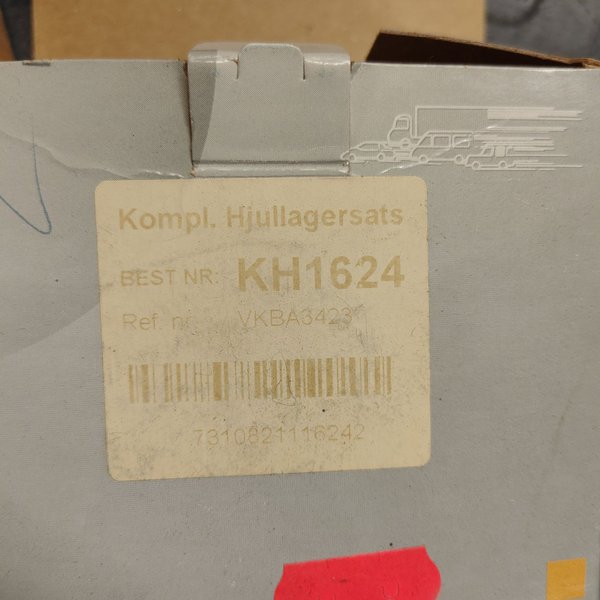 Kompl. Hjullagersats
BEST NR: KH1624
Ref. nr. VKBA3423
7310821116242